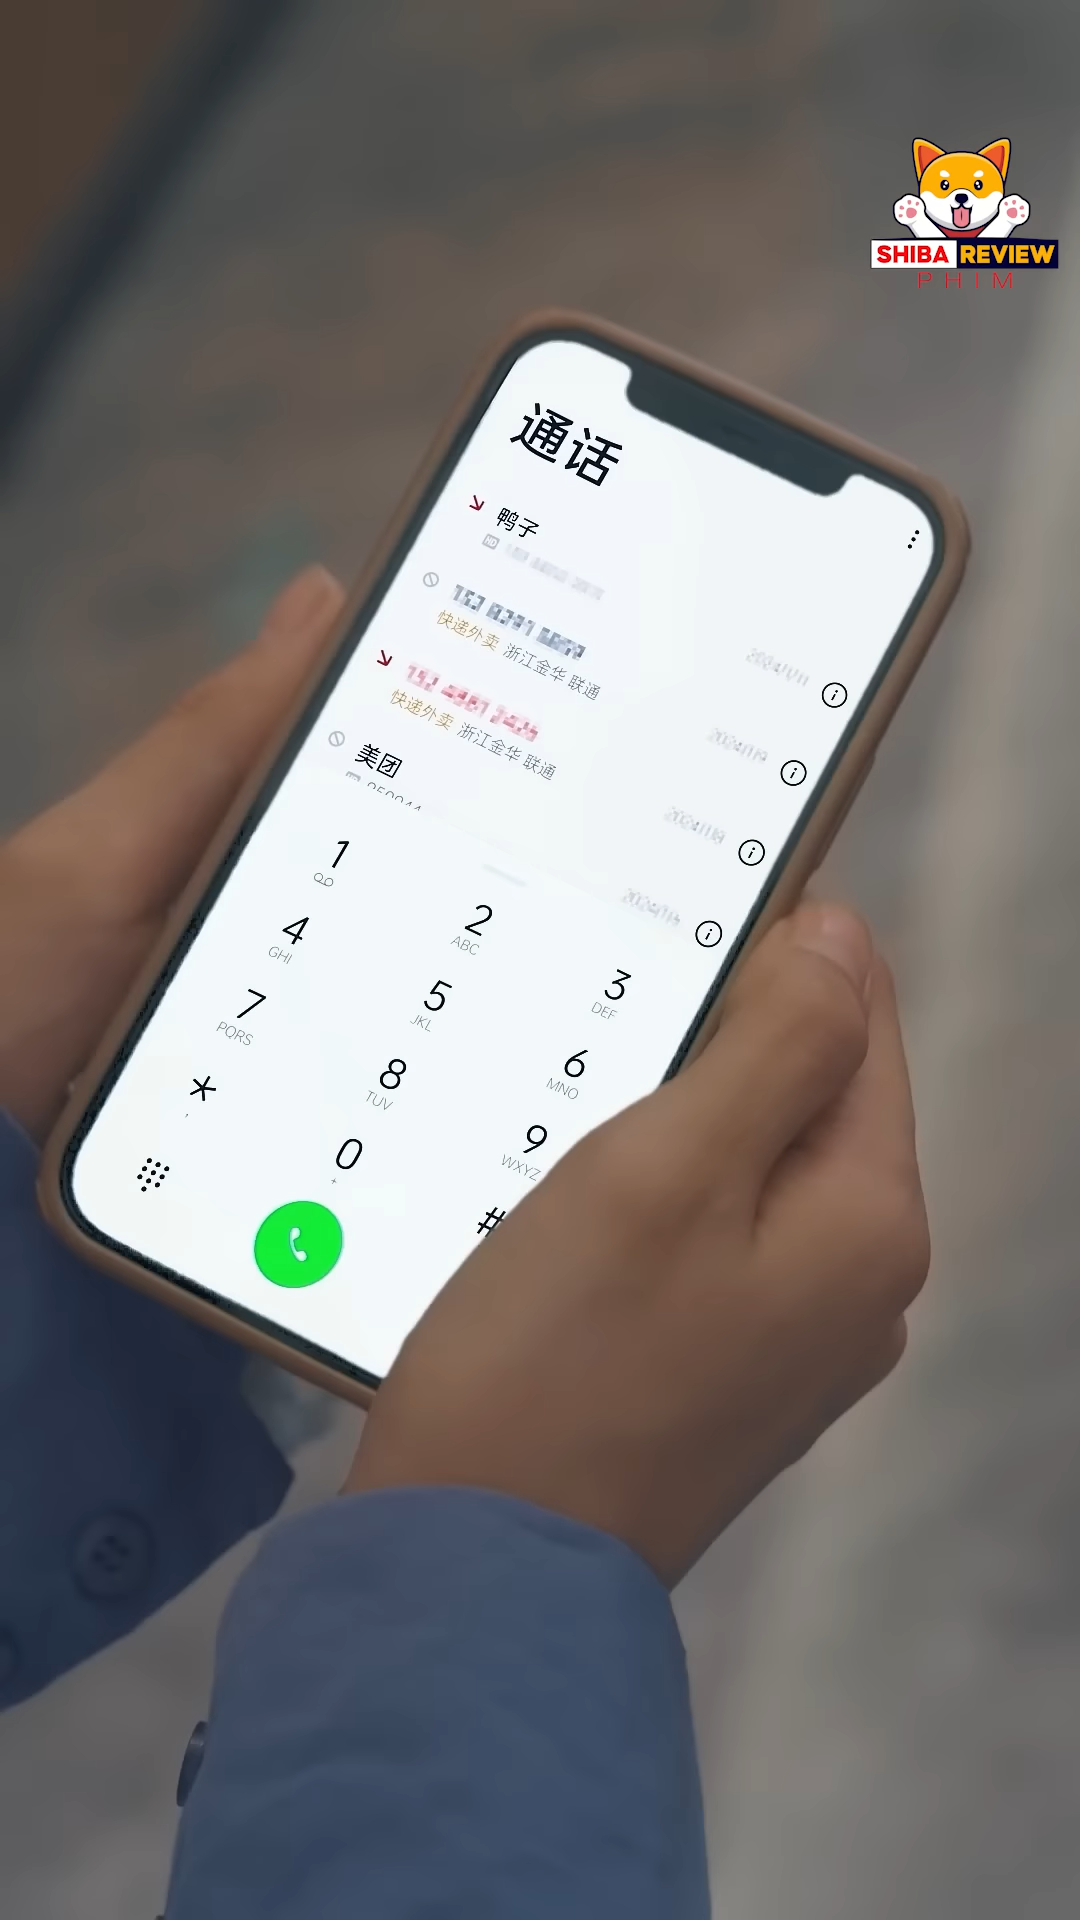 SHIBA REVIEW
PHIM
通话
鸭子
HD
快递外卖 浙江金华 联通
快递外卖 浙江金华 联通
美团
1
2
ABC
3
DEF
4
GHI
5
JKL
6
MNO
7
PQRS
8
TUV
9
WXYZ
*
,
0
+
#